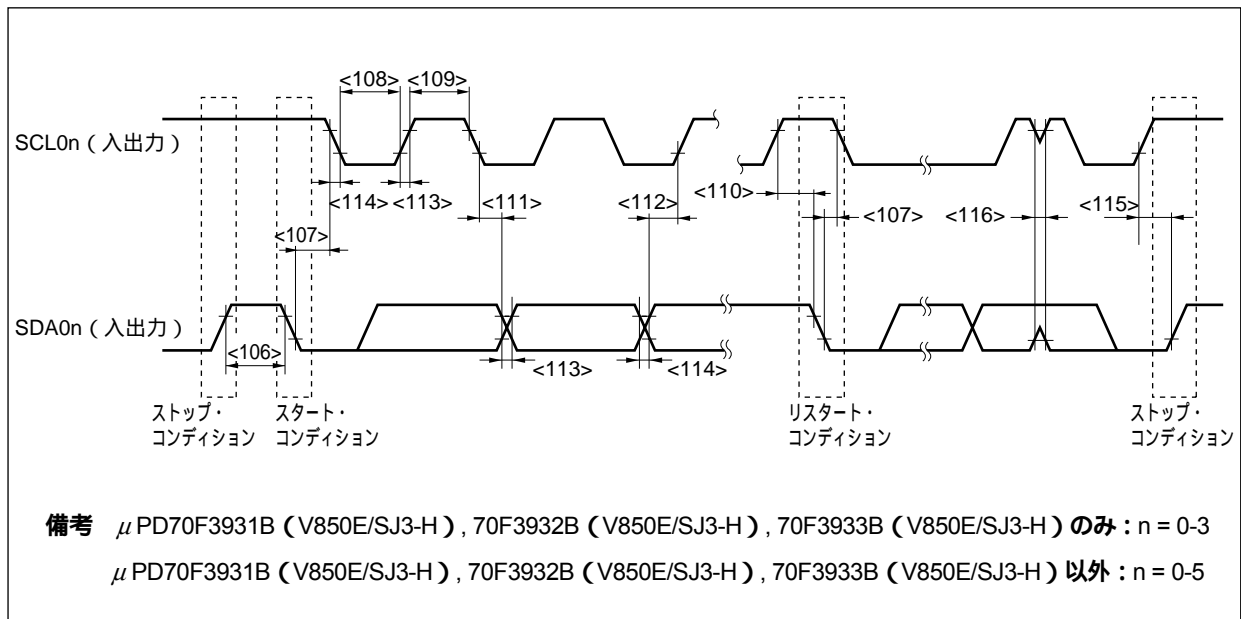 <108> <109>
SCL0n（入出力）
<114> <113> <111> <112> <110> <107> <116> <115>
<107>
SDA0n（入出力）
<106> <113> <114>
ストップ・
コンディション
スタート・
コンディション
リスタート・
コンディション
ストップ・
コンディション
備考 μPD70F3931B（V850E/SJ3-H）, 70F3932B（V850E/SJ3-H）, 70F3933B（V850E/SJ3-H）のみ：n = 0-3
μPD70F3931B（V850E/SJ3-H）, 70F3932B（V850E/SJ3-H）, 70F3933B（V850E/SJ3-H）以外：n = 0-5